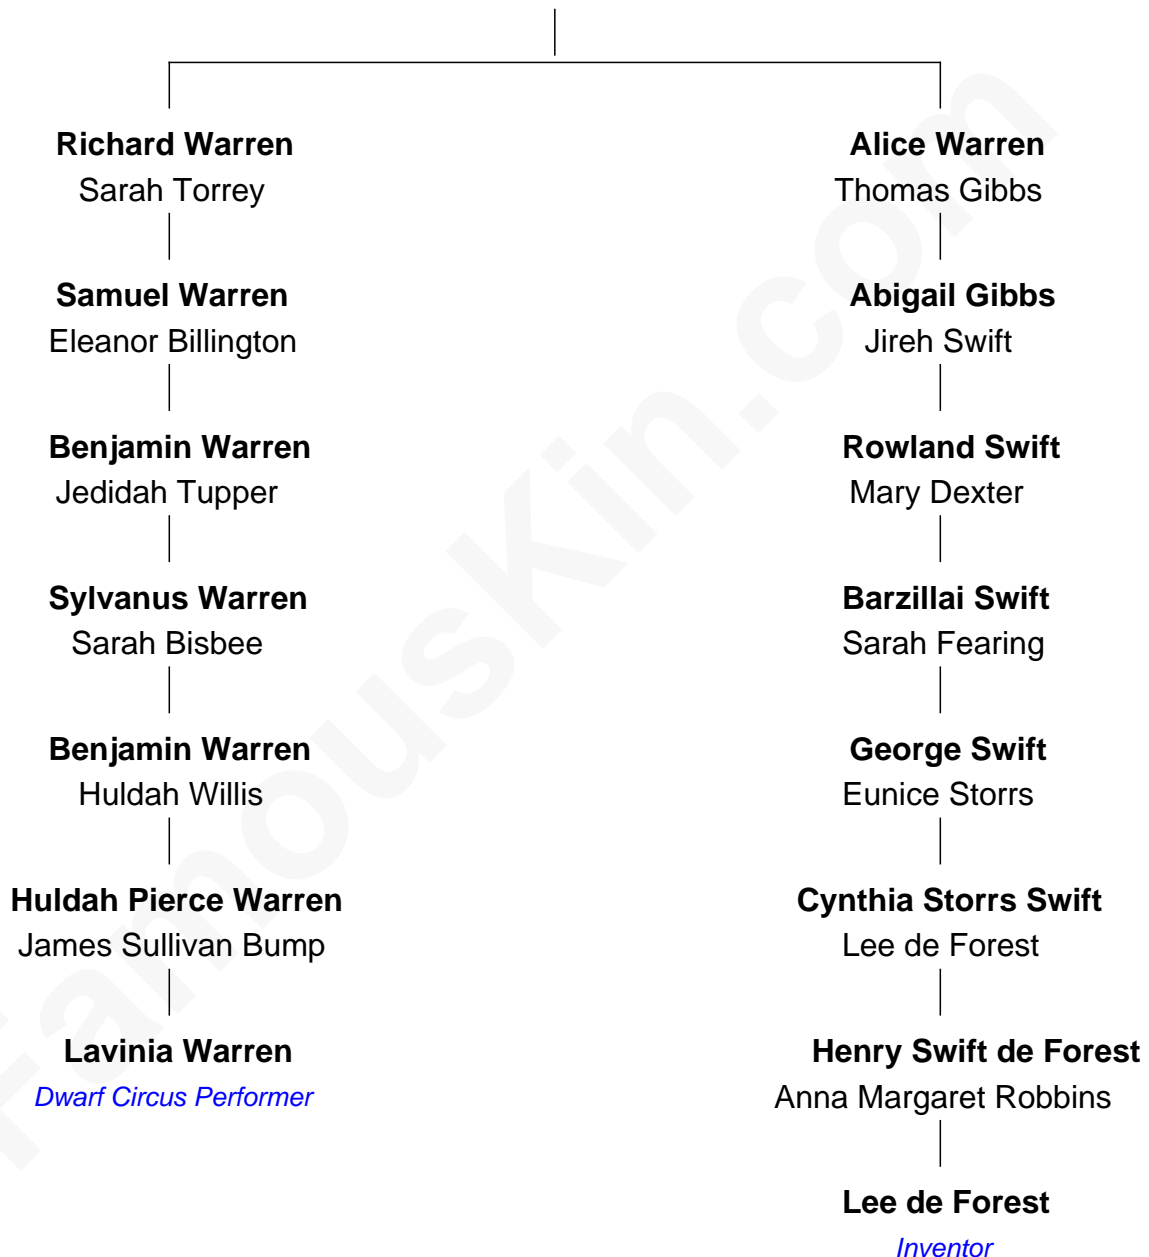 Richard Warren
Sarah Torrey
Samuel Warren
Eleanor Billington
Benjamin Warren
Jedidah Tupper
Sylvanus Warren
Sarah Bisbee
Benjamin Warren
Huldah Willis
Huldah Pierce Warren
James Sullivan Bump
Lavinia Warren
Dwarf Circus Performer
Alice Warren
Thomas Gibbs
Abigail Gibbs
Jireh Swift
Rowland Swift
Mary Dexter
Barzillai Swift
Sarah Fearing
George Swift
Eunice Storrs
Cynthia Storrs Swift
Lee de Forest
Henry Swift de Forest
Anna Margaret Robbins
Lee de Forest
Inventor
FamousKin.com